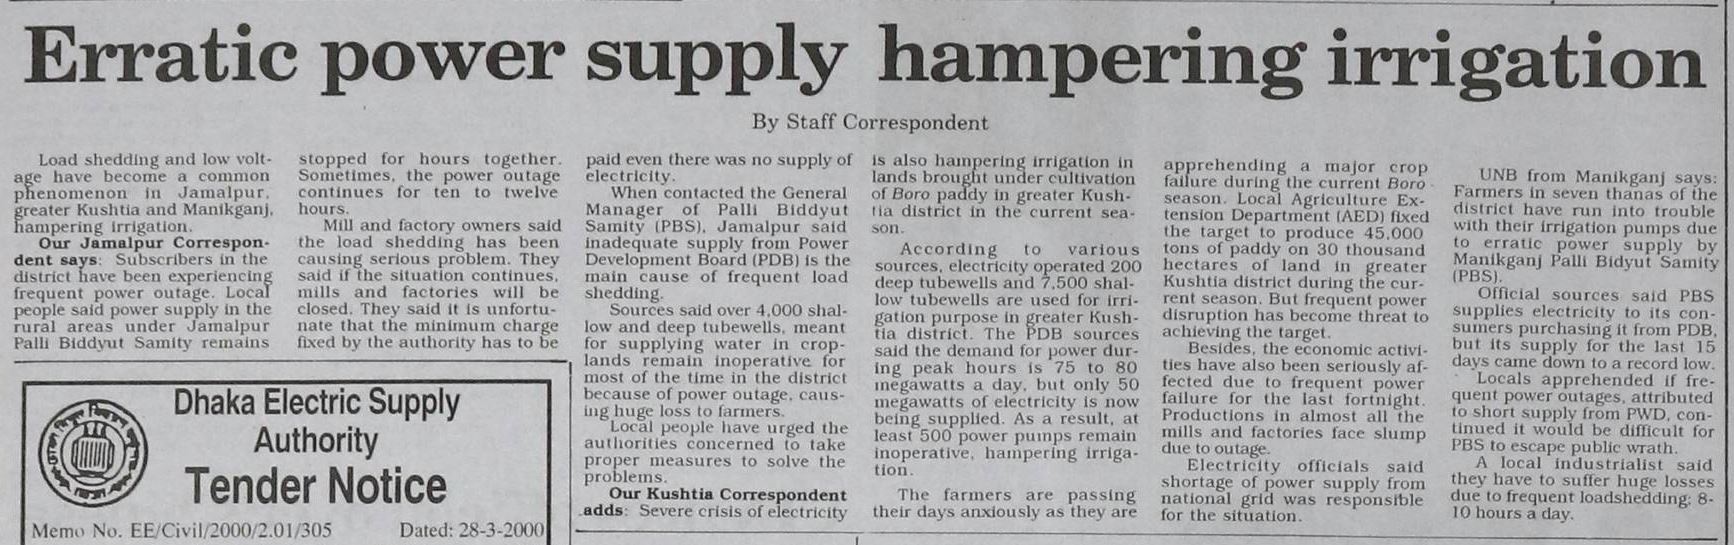 Erratic power supply hampering irrigation
By Staff Correspondent
Load shedding and low volt-
age have become a common
phenomenon in Jamalpur,
greater Kushtia and Manikganj,
hampering irrigation.
Our Jamalpur Correspon-
dent says: Subscribers in the
district have been experiencing
frequent power outage. Local
people said power supply in the
rural areas under Jamalpur
Palli Biddyut Samity remains
stopped for hours together.
Sometimes, the power outage
continues for ten to twelve
hours.
Mill and factory owners said
the load shedding has been
causing serious problem. They
said if the situation continues,
mills and factories will be
closed. They said it is unfortu-
nate that the minimum charge
fixed by the authority has to be
paid even there was no supply of
electricity.
When contacted the General
Manager of Palli Biddyut
Samity (PBS), Jamalpur said
inadequate supply from Power
Development Board (PDB) is the
main cause of frequent load
shedding.
Sources said over 4,000 shal-
low and deep tubewells, meant
for supplying water in crop-
lands remain inoperative for
most of the time in the district
because of power outage, caus-
ing huge loss to farmers.
Local people have urged the
authorities concerned to take
proper measures to solve the
problems.
Our Kushtia Correspondent
adds: Severe crisis of electricity
is also hampering irrigation in
lands brought under cultivation
of Boro paddy in greater Kush-
tia district in the current sea-
son.
According to various
sources, electricity operated 200
deep tubewells and 7,500 shal-
low tubewells are used for irri-
gation purpose in greater Kush-
tia district. The PDB sources
said the demand for power dur-
ing peak hours is 75 to 80
megawatts a day, but only 50
megawatts of electricity is now
being supplied. As a result, at
least 500 power pumps remain
inoperative, hampering irriga-
tion.
The farmers are passing
their days anxiously as they are
apprehending a major crop
failure during the current Boro
season. Local Agriculture Ex-
tension Department (AED) fixed
the target to produce 45,000
tons of paddy on 30 thousand
hectares of land in greater
Kushtia district during the cur-
rent season. But frequent power
disruption has become threat to
achieving the target.
Besides, the economic activi-
ties have also been seriously af-
fected due to frequent power
failure for the last fortnight.
Productions in almost all the
mills and factories face slump
due to outage.
Electricity officials said
shortage of power supply from
national grid was responsible
for the situation.
UNB from Manikganj says:
Farmers in seven thanas of the
district have run into trouble
with their irrigation pumps due
to erratic power supply by
Manikganj Palli Bidyut Samity
(PBS).
Official sources said PBS
supplies electricity to its con-
sumers purchasing it from PDB,
but its supply for the last 15
days came down to a record low.
Locals apprehended if fre-
quent power outages, attributed
to short supply from PWD, con-
tinued it would be difficult for
PBS to escape public wrath.
A local industrialist said
they have to suffer huge losses
due to frequent loadshedding; 8-
10 hours a day.
Dhaka Electric Supply
Authority
Tender Notice
Memo No. EE/Civil/2000/2.01/305 Dated: 28-3-2000